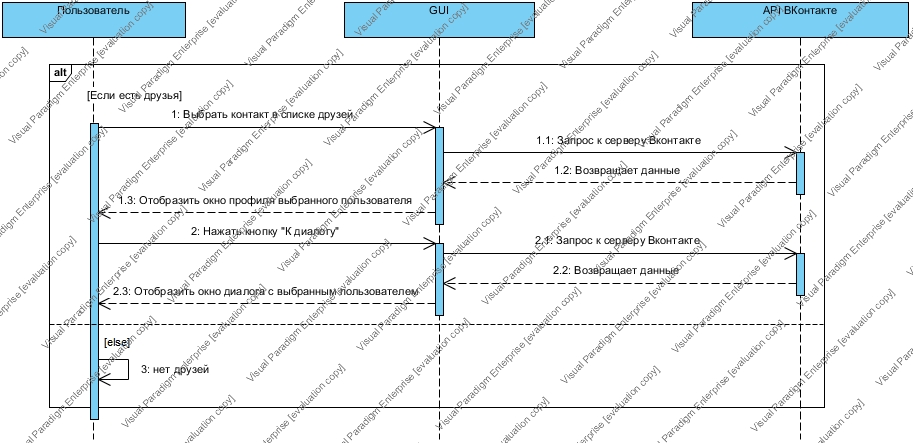 Пользователь
GUI
API ВКонтакте
alt
[Если есть друзья]
1: Выбрать контакт в списке друзей
1.1: Запрос к серверу Вконтакте
1.2: Возвращает данные
1.3: Отобразить окно профиля выбранного пользователя
2: Нажать кнопку "К диалогу"
2.1: Запрос к серверу Вконтакте
2.2: Возвращает данные
2.3: Отобразить окно диалога с выбранным пользователем
[else]
3: нет друзей
Visual Paradigm Enterprise [evaluation copy]